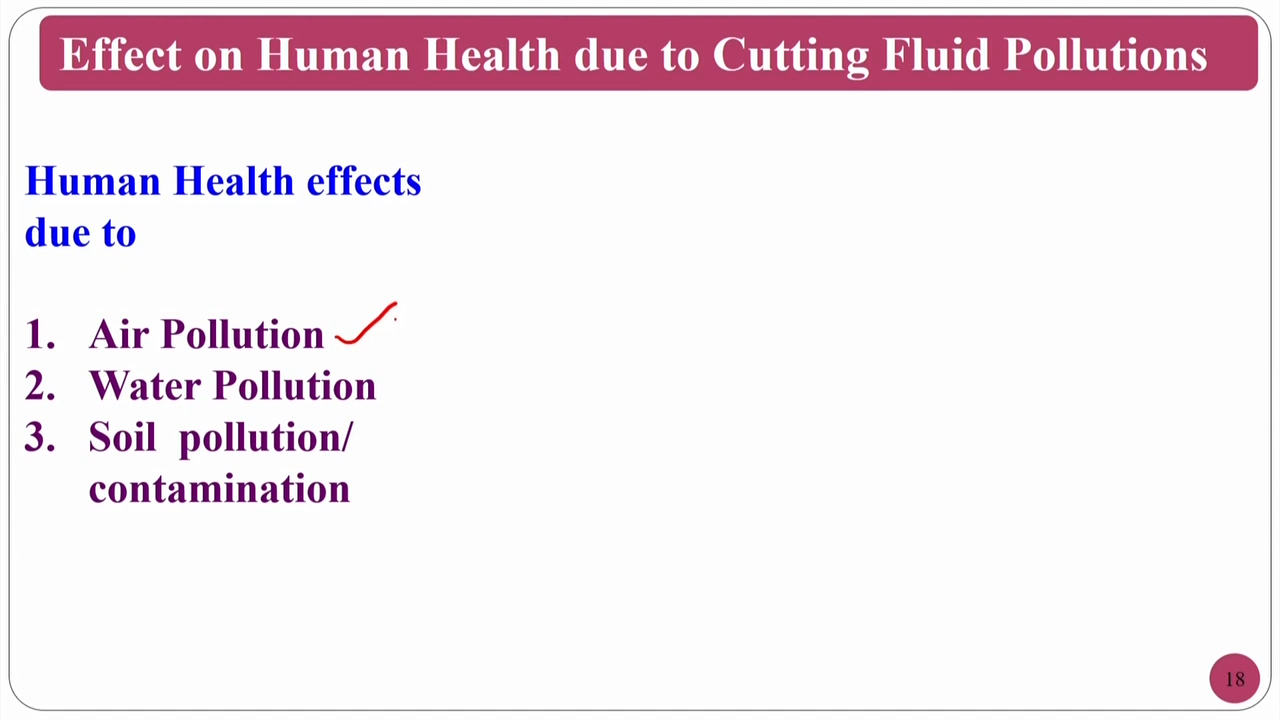 Effect on Human Health due to Cutting Fluid Pollutions
Human Health effects
due to
1. Air Pollution
2. Water Pollution
3. Soil pollution/
contamination
18